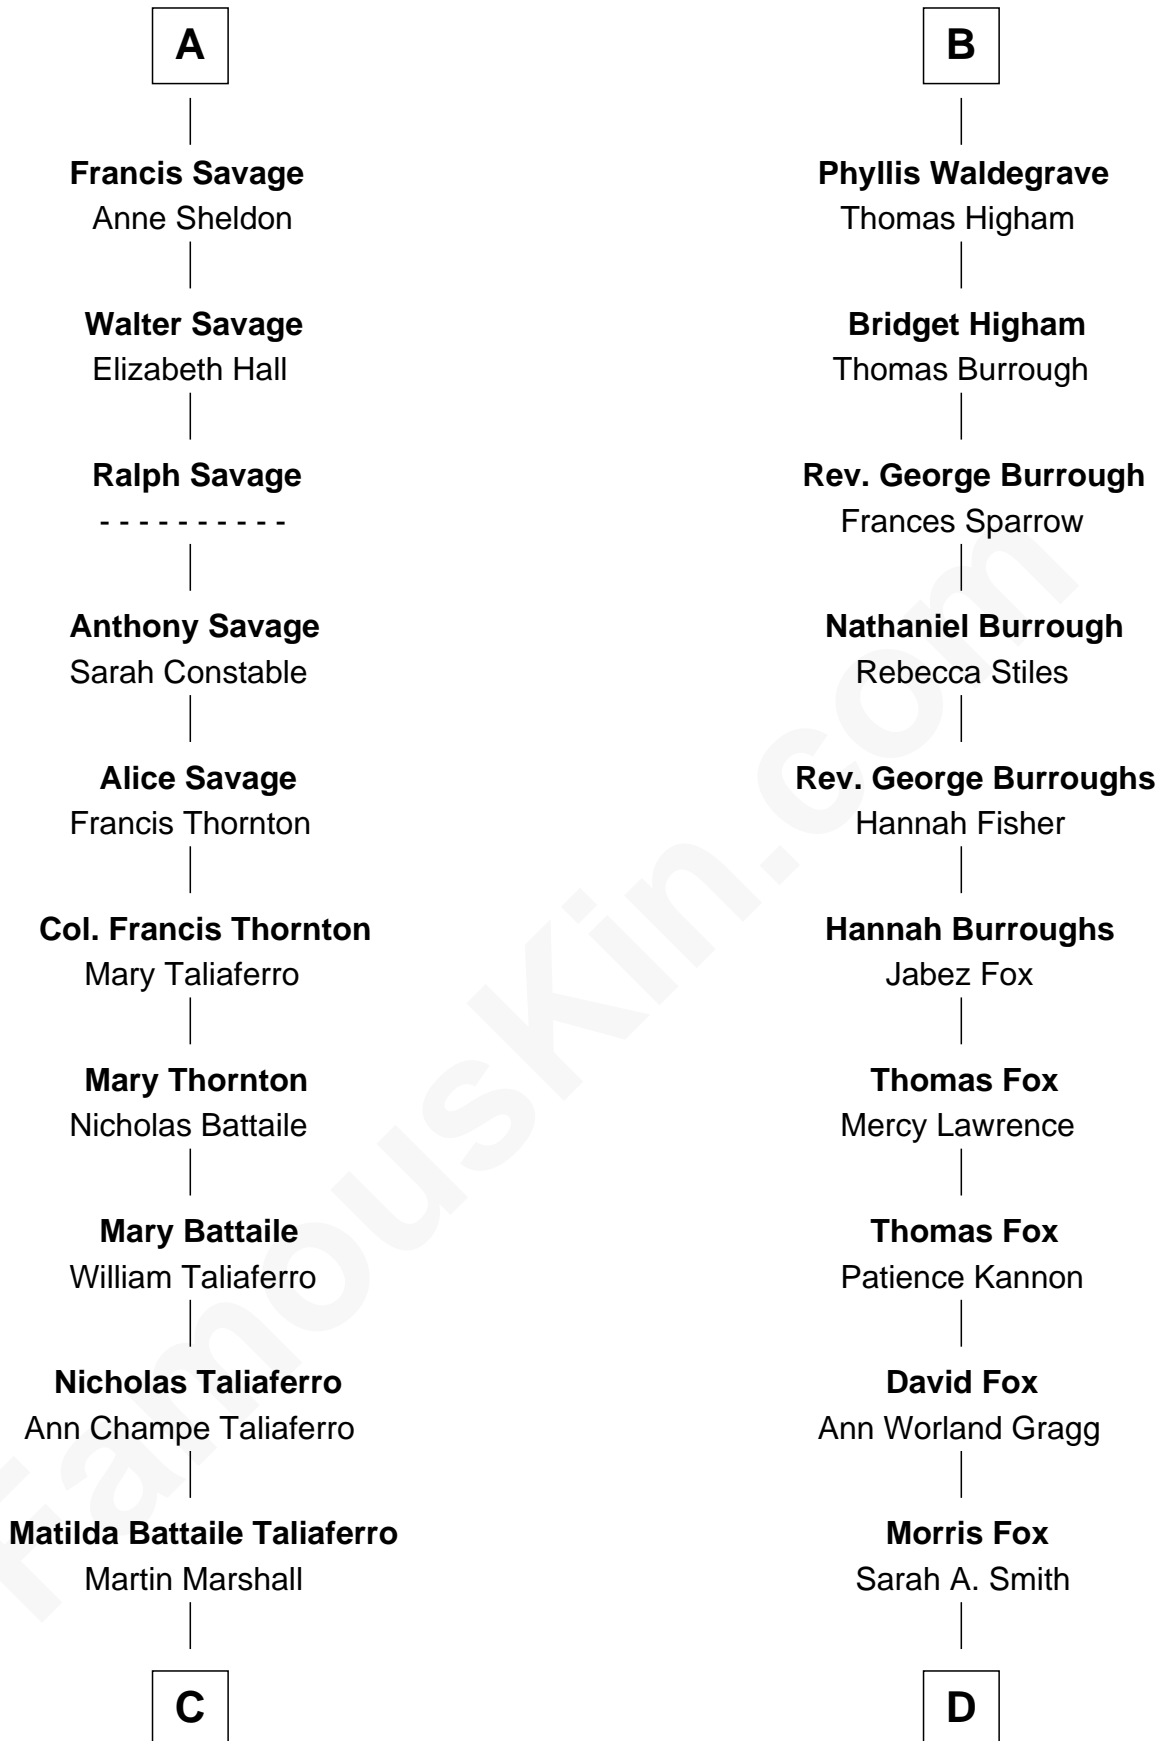 A
Francis Savage
Anne Sheldon
Walter Savage
Elizabeth Hall
Ralph Savage
- - - - - - - - - -
Anthony Savage
Sarah Constable
Alice Savage
Francis Thornton
Col. Francis Thornton
Mary Taliaferro
Mary Thornton
Nicholas Battaile
Mary Battaile
William Taliaferro
Nicholas Taliaferro
Ann Champe Taliaferro
Matilda Battaile Taliaferro
Martin Marshall
C
B
Phyllis Waldegrave
Thomas Higham
Bridget Higham
Thomas Burrough
Rev. George Burrough
Frances Sparrow
Nathaniel Burrough
Rebecca Stiles
Rev. George Burroughs
Hannah Fisher
Hannah Burroughs
Jabez Fox
Thomas Fox
Mercy Lawrence
Thomas Fox
Patience Kannon
David Fox
Ann Worland Gragg
Morris Fox
Sarah A. Smith
D
FamousKin.com